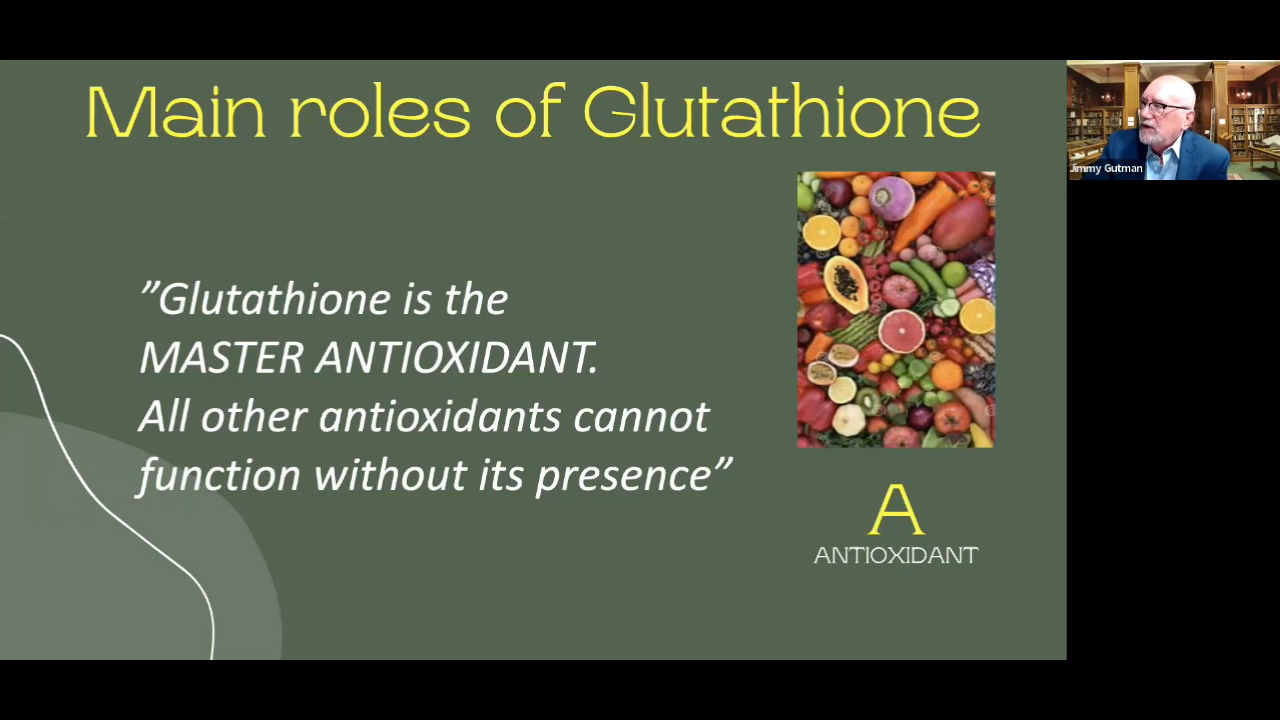 Main roles of Glutathione
Jimmy Gutman
”Glutathione is the
MASTER ANTIOXIDANT.
All other antioxidants cannot
function without its presence”
A
ANTIOXIDANT